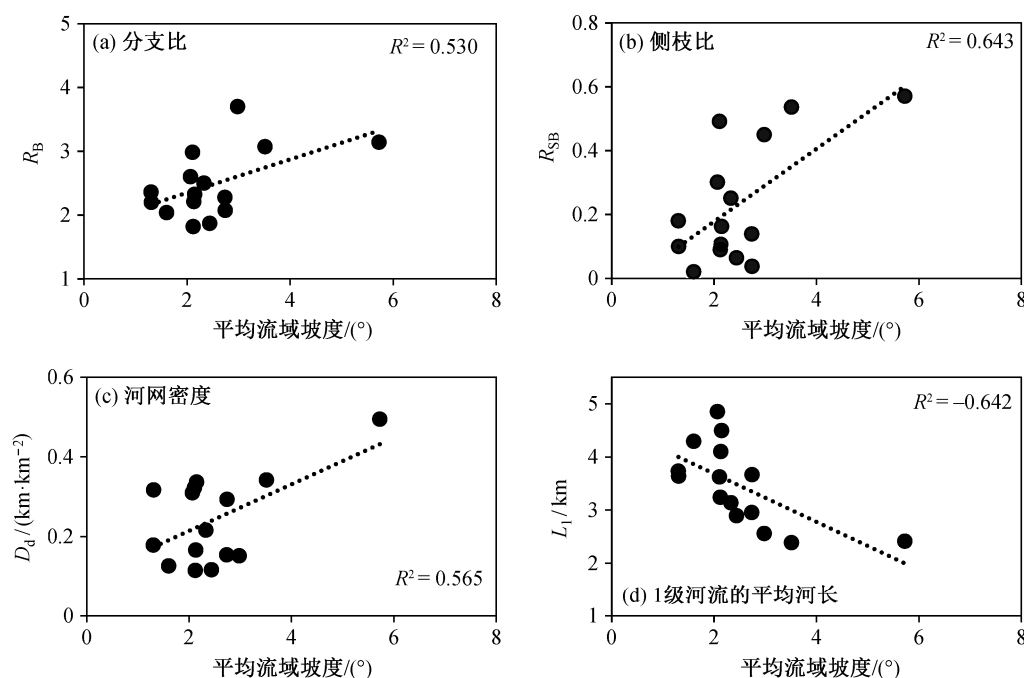 (a) 分支比
R² = 0.530
5
4
3
2
1
R_B
0
2
4
6
8
平均流域坡度/(°)
(b) 侧枝比
R² = 0.643
0.8
0.6
0.4
0.2
0
R_SB
0
2
4
6
8
平均流域坡度/(°)
(c) 河网密度
R² = 0.565
0.6
0.4
0.2
0
D_d / (km·km⁻²)
0
2
4
6
8
平均流域坡度/(°)
(d) 1级河流的平均河长
R² = –0.642
5
4
3
2
1
L_1 / km
0
2
4
6
8
平均流域坡度/(°)